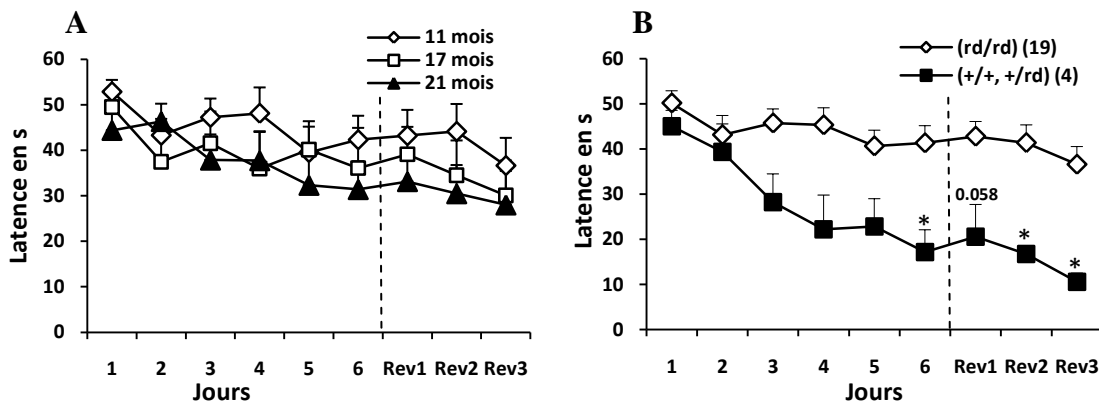 A
11 mois
17 mois
21 mois
Latence en s
60
50
40
30
20
10
0
1 2 3 4 5 6 Rev1 Rev2 Rev3
Jours
B
(rd/rd) (19)
(+/+, +/rd) (4)
Latence en s
60
50
40
30
20
10
0
0.058
*
*
*
1 2 3 4 5 6 Rev1 Rev2 Rev3
Jours